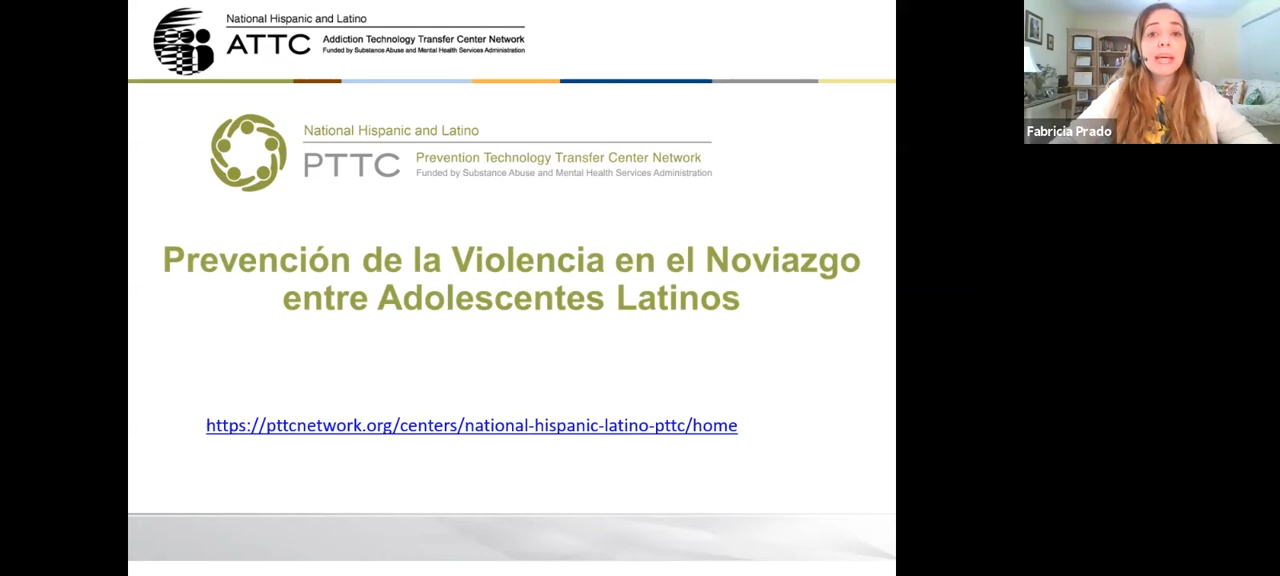 National Hispanic and Latino
ATTC
Addiction Technology Transfer Center Network
Funded by Substance Abuse and Mental Health Services Administration
National Hispanic and Latino
PTTC
Prevention Technology Transfer Center Network
Funded by Substance Abuse and Mental Health Services Administration
Prevención de la Violencia en el Noviazgo
entre Adolescentes Latinos
https://pttcnetwork.org/centers/national-hispanic-latino-pttc/home
Fabricia Prado